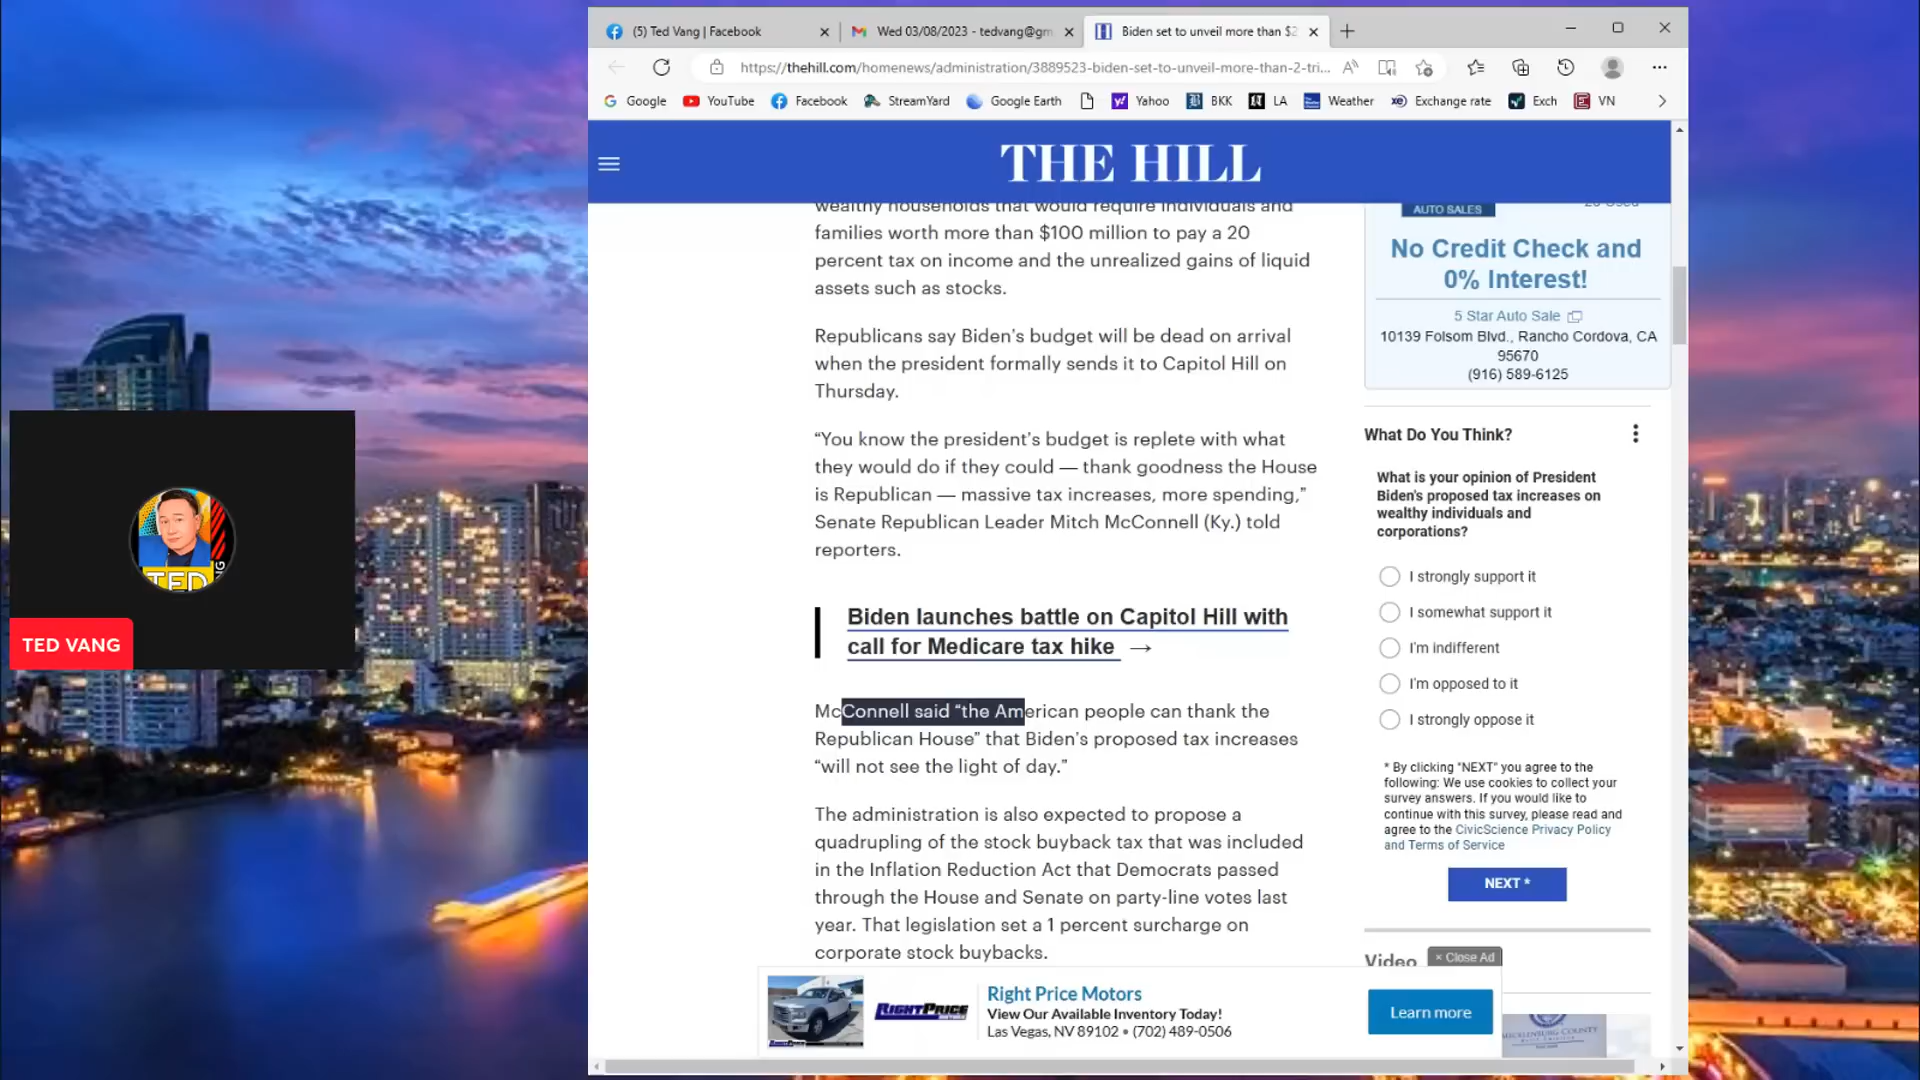 (5) Ted Vang | Facebook
Wed 03/08/2023 - tedvang@gm
Biden set to unveil more than $2
https://thehill.com/homenews/administration/3889523-biden-set-to-unveil-more-than-2-tri...
Google
YouTube
Facebook
StreamYard
Google Earth
Yahoo
BKK
LA
Weather
Exchange rate
Exch
VN
THE HILL
wealthy households that would require individuals and
families worth more than $100 million to pay a 20
percent tax on income and the unrealized gains of liquid
assets such as stocks.
Republicans say Biden's budget will be dead on arrival
when the president formally sends it to Capitol Hill on
Thursday.
“You know the president's budget is replete with what
they would do if they could — thank goodness the House
is Republican — massive tax increases, more spending,”
Senate Republican Leader Mitch McConnell (Ky.) told
reporters.
Biden launches battle on Capitol Hill with
call for Medicare tax hike →
McConnell said “the American people can thank the
Republican House” that Biden's proposed tax increases
“will not see the light of day.”
The administration is also expected to propose a
quadrupling of the stock buyback tax that was included
in the Inflation Reduction Act that Democrats passed
through the House and Senate on party-line votes last
year. That legislation set a 1 percent surcharge on
corporate stock buybacks.
AUTO SALES
No Credit Check and
0% Interest!
5 Star Auto Sale
10139 Folsom Blvd., Rancho Cordova, CA
95670
(916) 589-6125
What Do You Think?
What is your opinion of President
Biden's proposed tax increases on
wealthy individuals and
corporations?
I strongly support it
I somewhat support it
I'm indifferent
I'm opposed to it
I strongly oppose it
* By clicking "NEXT" you agree to the
following: We use cookies to collect your
survey answers. If you would like to
continue with this survey, please read and
agree to the CivicScience Privacy Policy
and Terms of Service
NEXT *
Video
× Close Ad
RIGHTPRICE
Right Price Motors
View Our Available Inventory Today!
Las Vegas, NV 89102 • (702) 489-0506
Learn more
MECKLENBURG COUNTY
TED
TED VANG